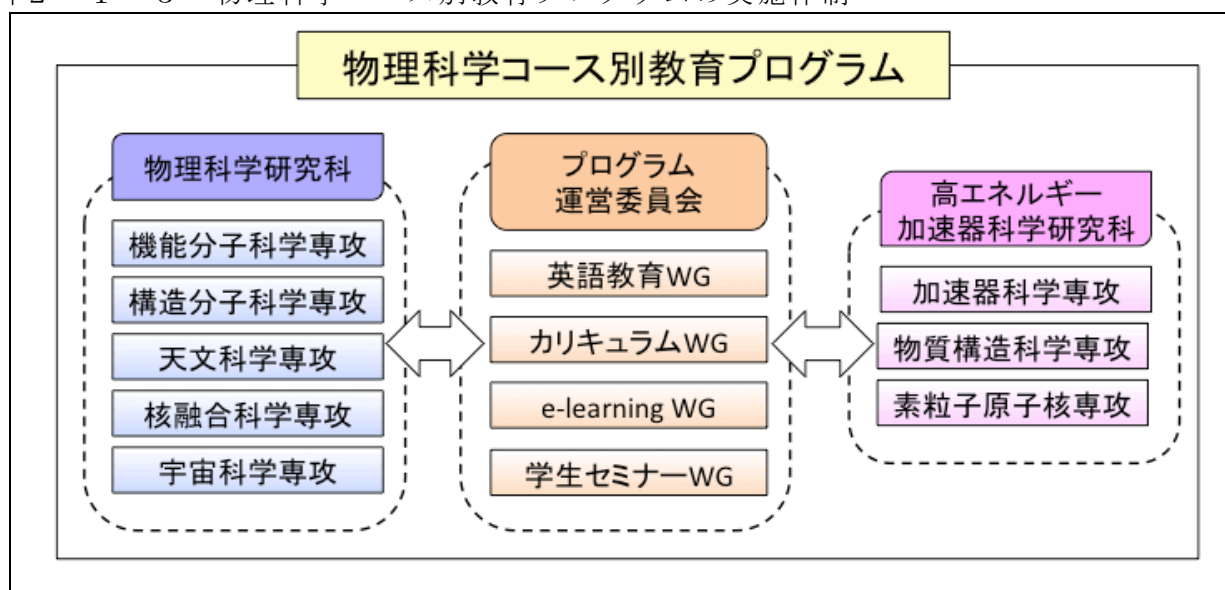 物理科学コース別教育プログラム
物理科学研究科
機能分子科学専攻
構造分子科学専攻
天文科学専攻
核融合科学専攻
宇宙科学専攻
プログラム
運営委員会
英語教育WG
カリキュラムWG
e-learning WG
学生セミナーWG
高エネルギー
加速器科学研究科
加速器科学専攻
物質構造科学専攻
素粒子原子核専攻